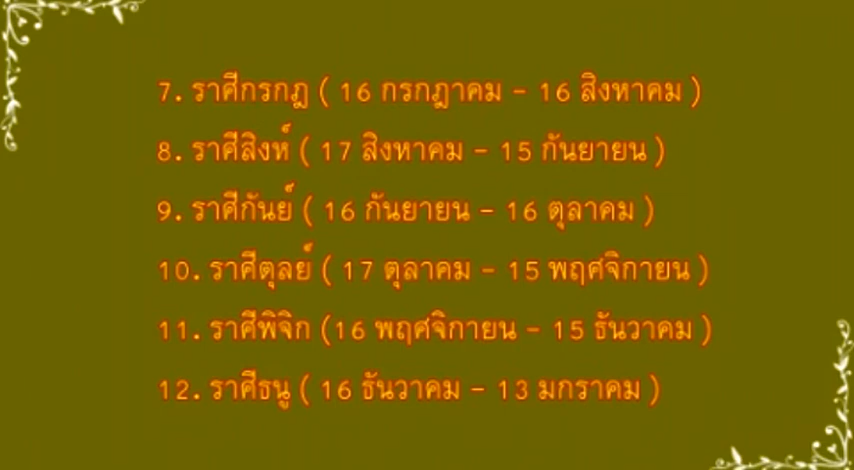 7. ราศีกรกฎ ( 16 กรกฎาคม - 16 สิงหาคม )
8. ราศีสิงห์ ( 17 สิงหาคม - 15 กันยายน )
9. ราศีกันย์ ( 16 กันยายน - 16 ตุลาคม )
10. ราศีตุลย์ ( 17 ตุลาคม - 15 พฤศจิกายน )
11. ราศีพิจิก (16 พฤศจิกายน - 15 ธันวาคม )
12. ราศีธนู ( 16 ธันวาคม - 13 มกราคม )